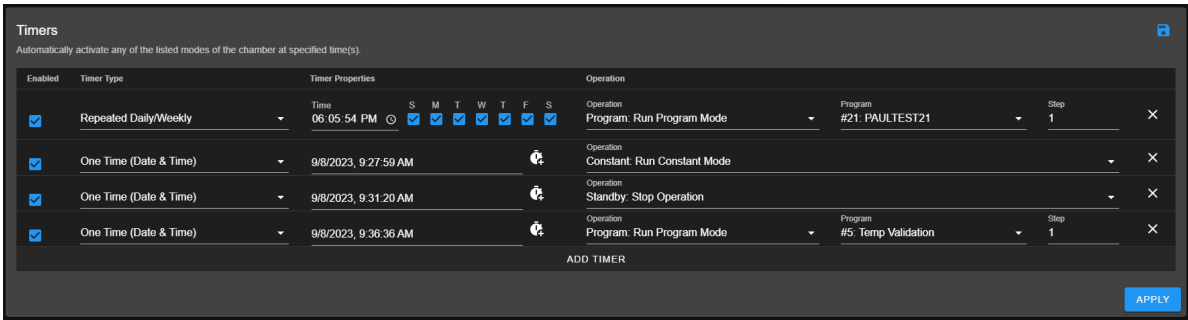 Timers
Automatically activate any of the listed modes of the chamber at specified time(s).
Enabled Timer Type Timer Properties Operation
Time S M T W T F S Operation Program Step
Repeated Daily/Weekly 06:05:54 PM Program: Run Program Mode #21: PAULTEST21 1
Operation
One Time (Date & Time) 9/8/2023, 9:27:59 AM Constant: Run Constant Mode
Operation
One Time (Date & Time) 9/8/2023, 9:31:20 AM Standby: Stop Operation
Operation Program Step
One Time (Date & Time) 9/8/2023, 9:36:36 AM Program: Run Program Mode #5: Temp Validation 1
ADD TIMER
APPLY